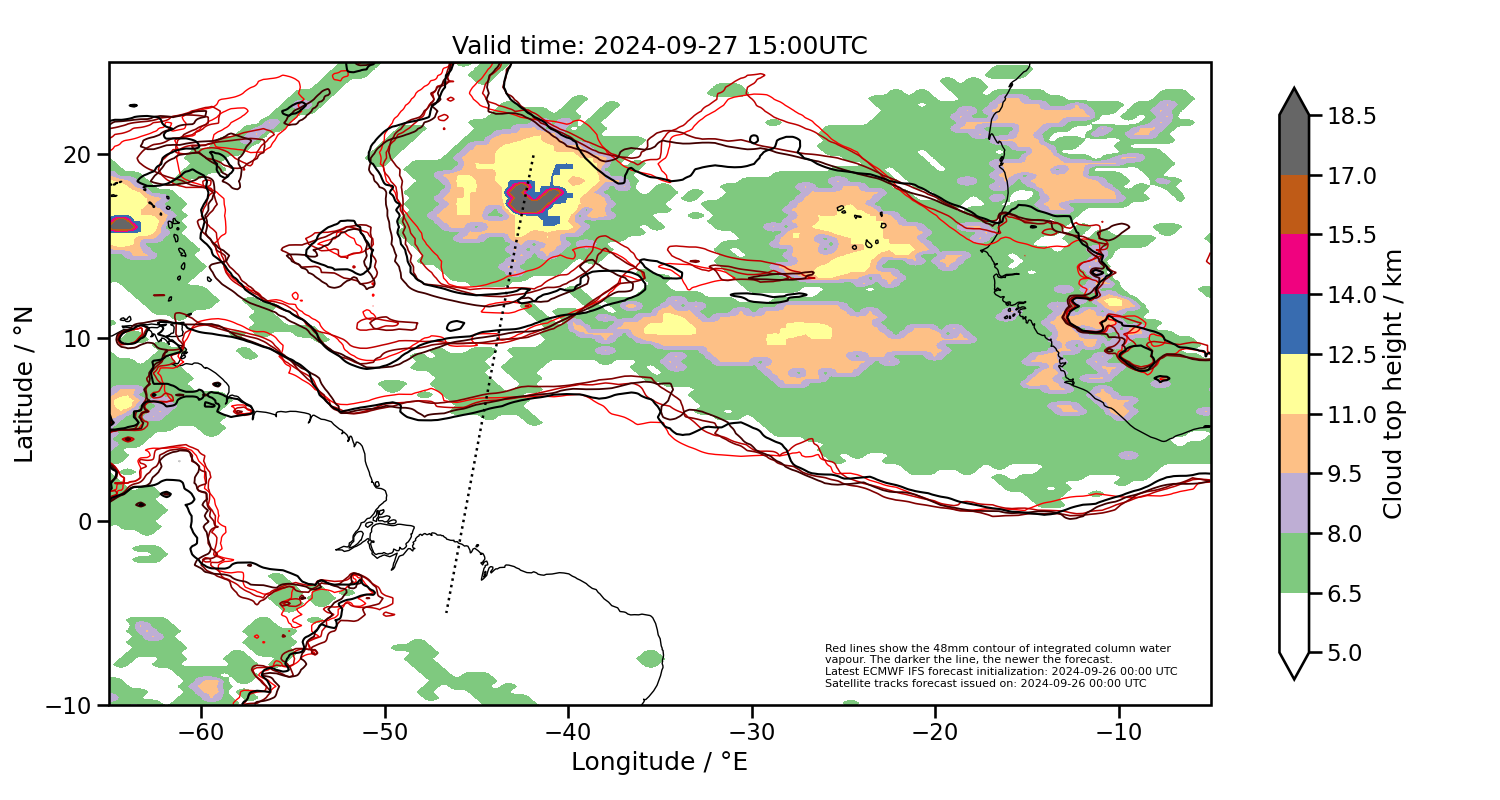 Valid time: 2024-09-27 15:00UTC
Latitude / °N
20
10
0
−10
−60
−50
−40
−30
−20
−10
Longitude / °E
Red lines show the 48mm contour of integrated column water
vapour. The darker the line, the newer the forecast.
Latest ECMWF IFS forecast initialization: 2024-09-26 00:00 UTC
Satellite tracks forecast issued on: 2024-09-26 00:00 UTC
18.5
17.0
15.5
14.0
12.5
11.0
9.5
8.0
6.5
5.0
Cloud top height / km